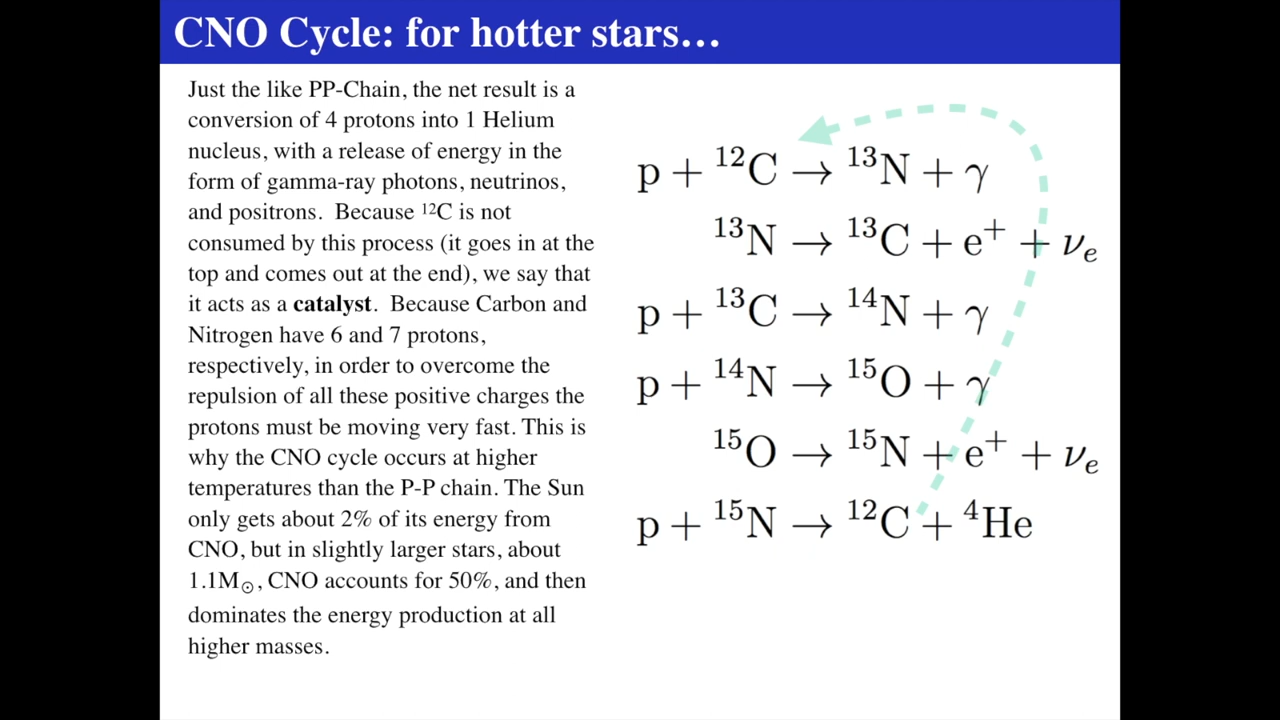 CNO Cycle: for hotter stars…
Just the like PP-Chain, the net result is a
conversion of 4 protons into 1 Helium
nucleus, with a release of energy in the
form of gamma-ray photons, neutrinos,
and positrons.  Because ¹²C is not
consumed by this process (it goes in at the
top and comes out at the end), we say that
it acts as a catalyst.  Because Carbon and
Nitrogen have 6 and 7 protons,
respectively, in order to overcome the
repulsion of all these positive charges the
protons must be moving very fast. This is
why the CNO cycle occurs at higher
temperatures than the P-P chain. The Sun
only gets about 2% of its energy from
CNO, but in slightly larger stars, about
1.1M☉, CNO accounts for 50%, and then
dominates the energy production at all
higher masses.
p + ¹²C → ¹³N + γ
¹³N → ¹³C + e⁺ + νₑ
p + ¹³C → ¹⁴N + γ
p + ¹⁴N → ¹⁵O + γ
¹⁵O → ¹⁵N + e⁺ + νₑ
p + ¹⁵N → ¹²C + ⁴He